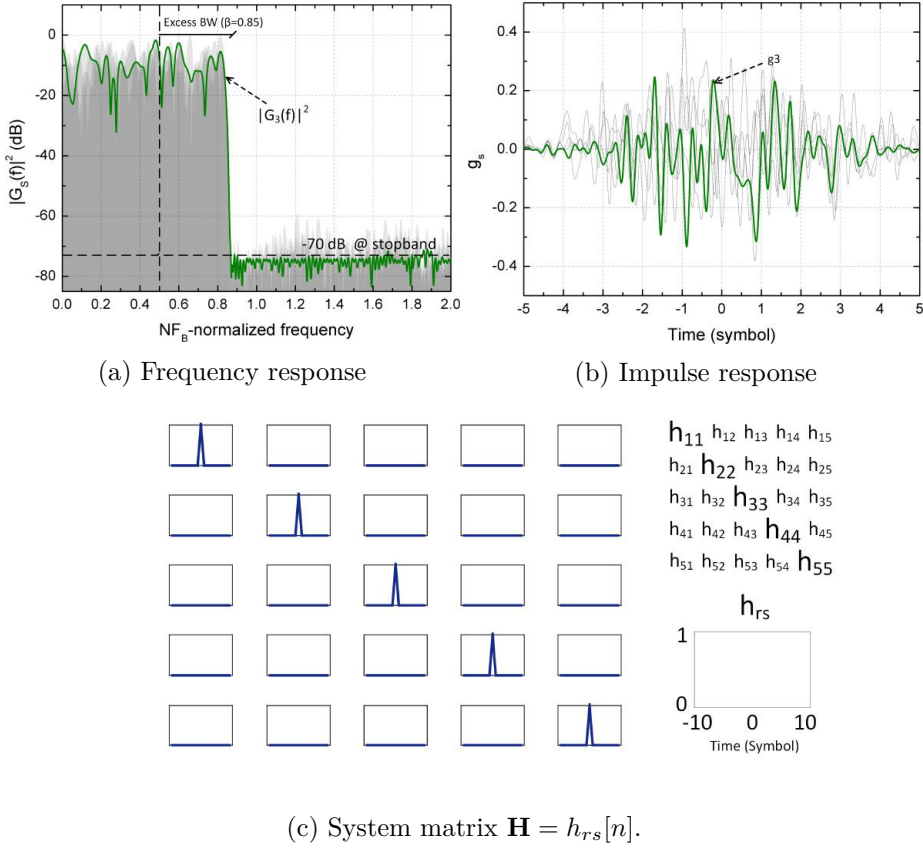 (a) Frequency response
|G_S(f)|² (dB)
0
-20
-40
-60
-80
Excess BW (β=0.85)
|G₃(f)|²
-70 dB @ stopband
0.0 0.2 0.4 0.6 0.8 1.0 1.2 1.4 1.6 1.8 2.0
NF_B-normalized frequency
(b) Impulse response
g_s
0.4
0.2
0.0
-0.2
-0.4
g3
-5 -4 -3 -2 -1 0 1 2 3 4 5
Time (symbol)
h₁₁ h₁₂ h₁₃ h₁₄ h₁₅
h₂₁ h₂₂ h₂₃ h₂₄ h₂₅
h₃₁ h₃₂ h₃₃ h₃₄ h₃₅
h₄₁ h₄₂ h₄₃ h₄₄ h₄₅
h₅₁ h₅₂ h₅₃ h₅₄ h₅₅
h_rs
1
0
-10 0 10
Time (Symbol)
(c) System matrix H = h_rs[n].